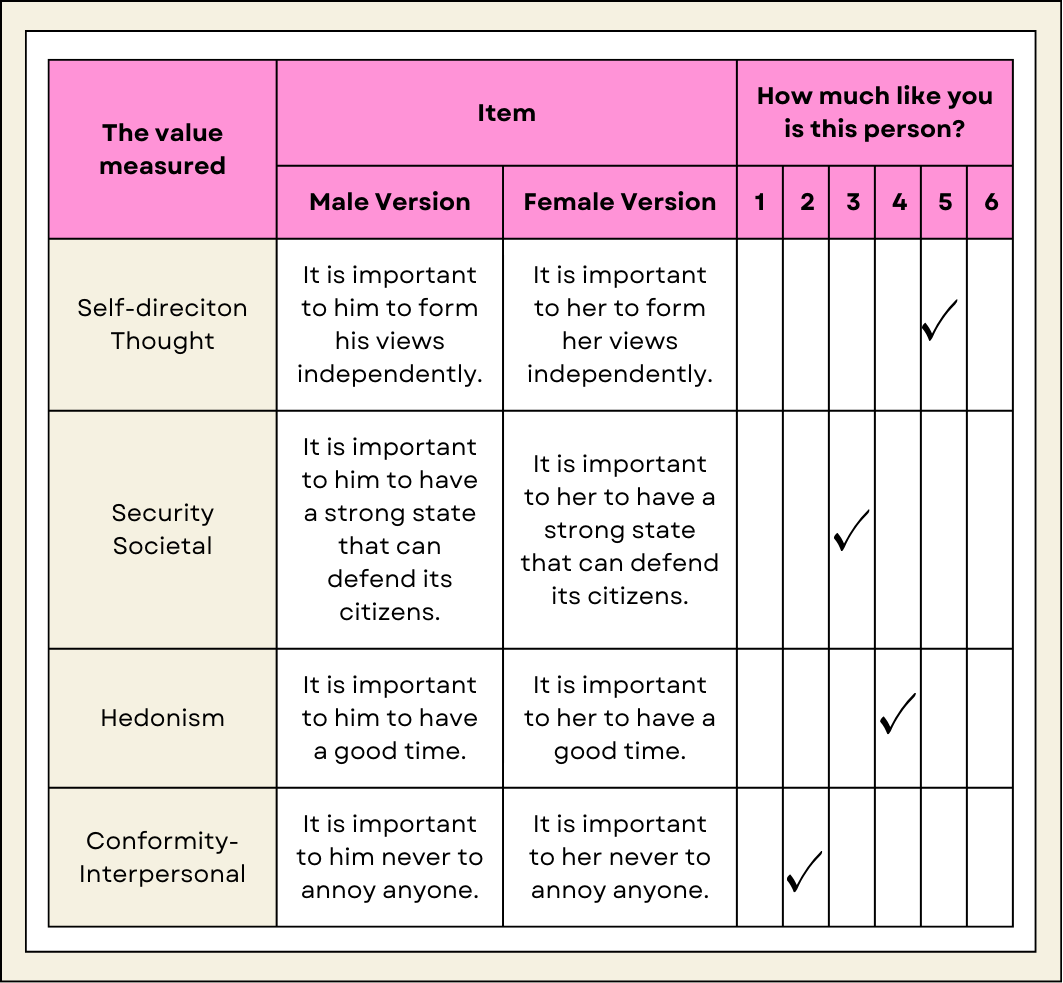 The value
measured
Item
How much like you
is this person?
Male Version
Female Version
1
2
3
4
5
6
Self-direciton
Thought
It is important
to him to form
his views
independently.
It is important
to her to form
her views
independently.
Security
Societal
It is important
to him to have
a strong state
that can
defend its
citizens.
It is important
to her to have a
strong state
that can defend
its citizens.
Hedonism
It is important
to him to have
a good time.
It is important
to her to have a
good time.
Conformity-
Interpersonal
It is important
to him never to
annoy anyone.
It is important
to her never to
annoy anyone.